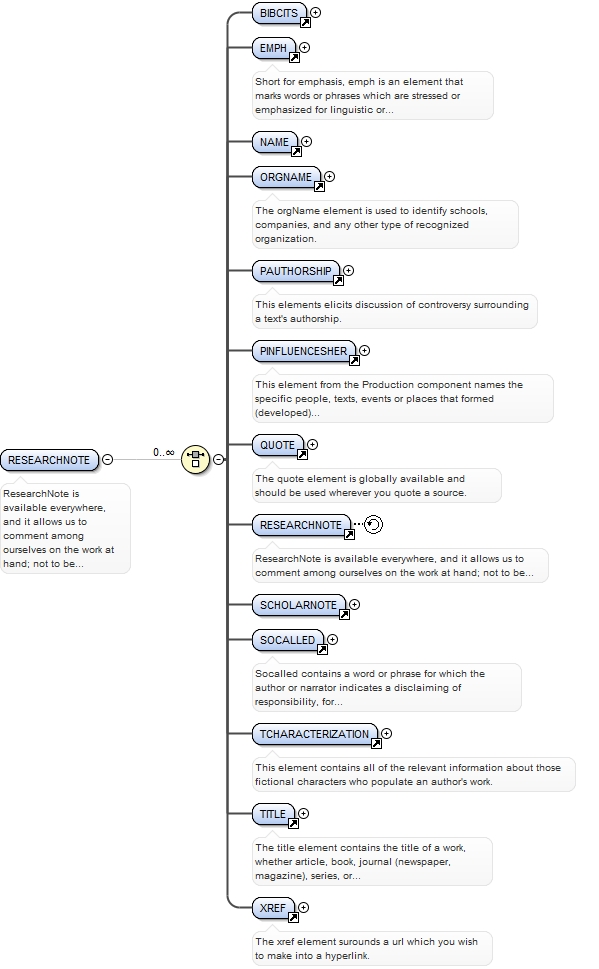 BIBCITS
EMPH
Short for emphasis, emph is an element that
marks words or phrases which are stressed or
emphasized for linguistic or...
NAME
ORGNAME
The orgName element is used to identify schools,
companies, and any other type of recognized
organization.
PAUTHORSHIP
This elements elicits discussion of controversy surrounding
a text's authorship.
PINFLUENCESHER
This element from the Production component names the
specific people, texts, events or places that formed
(developed)...
RESEARCHNOTE
0..∞
ResearchNote is
available everywhere,
and it allows us to
comment among
ourselves on the work at
hand; not to be...
QUOTE
The quote element is globally available and
should be used wherever you quote a source.
RESEARCHNOTE
ResearchNote is available everywhere, and it allows us to
comment among ourselves on the work at hand; not to be...
SCHOLARNOTE
SOCALLED
Socalled contains a word or phrase for which the
author or narrator indicates a disclaiming of
responsibility, for...
TCHARACTERIZATION
This element contains all of the relevant information about those
fictional characters who populate an author's work.
TITLE
The title element contains the title of a work,
whether article, book, journal (newspaper,
magazine), series, or...
XREF
The xref element surounds a url which you wish
to make into a hyperlink.